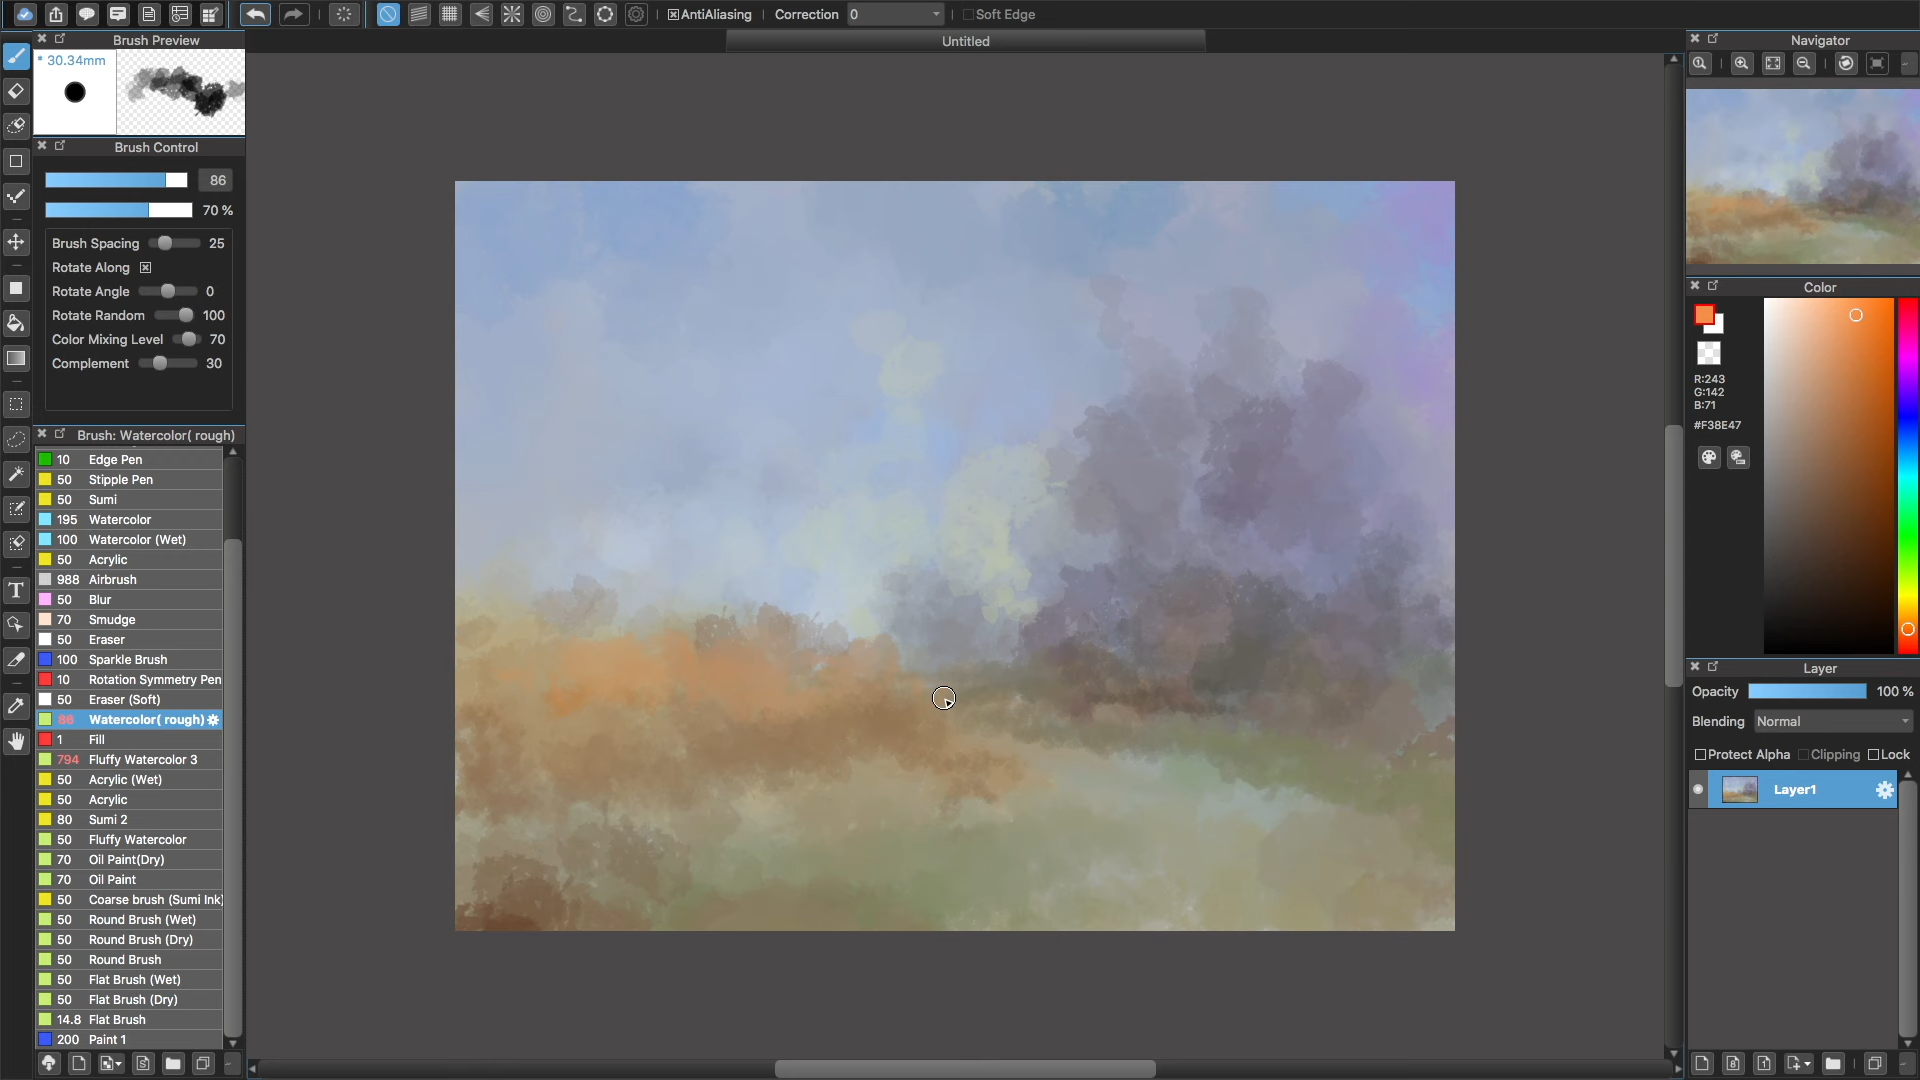 AntiAliasing
Correction 0
Soft Edge
Brush Preview
Untitled
Navigator
* 30.34mm
Brush Control
86
70 %
Brush Spacing 25
Rotate Along
Rotate Angle 0
Rotate Random 100
Color Mixing Level 70
Complement 30
Color
R:243
G:142
B:71
#F38E47
Brush: Watercolor( rough)
10 Edge Pen
50 Stipple Pen
50 Sumi
195 Watercolor
100 Watercolor (Wet)
50 Acrylic
988 Airbrush
50 Blur
70 Smudge
50 Eraser
100 Sparkle Brush
10 Rotation Symmetry Pen
50 Eraser (Soft)
86 Watercolor( rough)
1 Fill
794 Fluffy Watercolor 3
50 Acrylic (Wet)
50 Acrylic
80 Sumi 2
50 Fluffy Watercolor
70 Oil Paint(Dry)
70 Oil Paint
50 Coarse brush (Sumi Ink)
50 Round Brush (Wet)
50 Round Brush (Dry)
50 Round Brush
50 Flat Brush (Wet)
50 Flat Brush (Dry)
14.8 Flat Brush
200 Paint 1
Layer
Opacity 100 %
Blending Normal
Protect Alpha Clipping Lock
Layer1
T
S
8
1